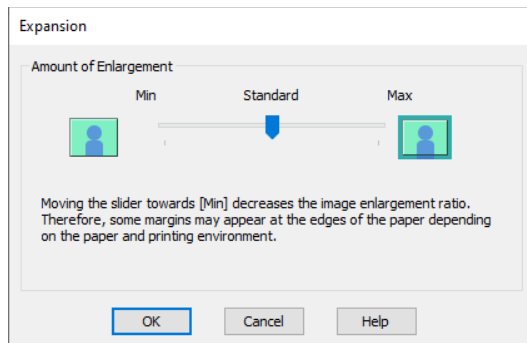 Expansion
Amount of Enlargement
Min Standard Max
Moving the slider towards [Min] decreases the image enlargement ratio.
Therefore, some margins may appear at the edges of the paper depending
on the paper and printing environment.
OK Cancel Help